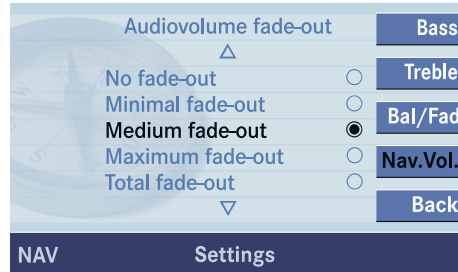 Audiovolume fade-out
No fade-out
Minimal fade-out
Medium fade-out
Maximum fade-out
Total fade-out
Bass
Treble
Bal/Fad
Nav.Vol.
Back
NAV
Settings